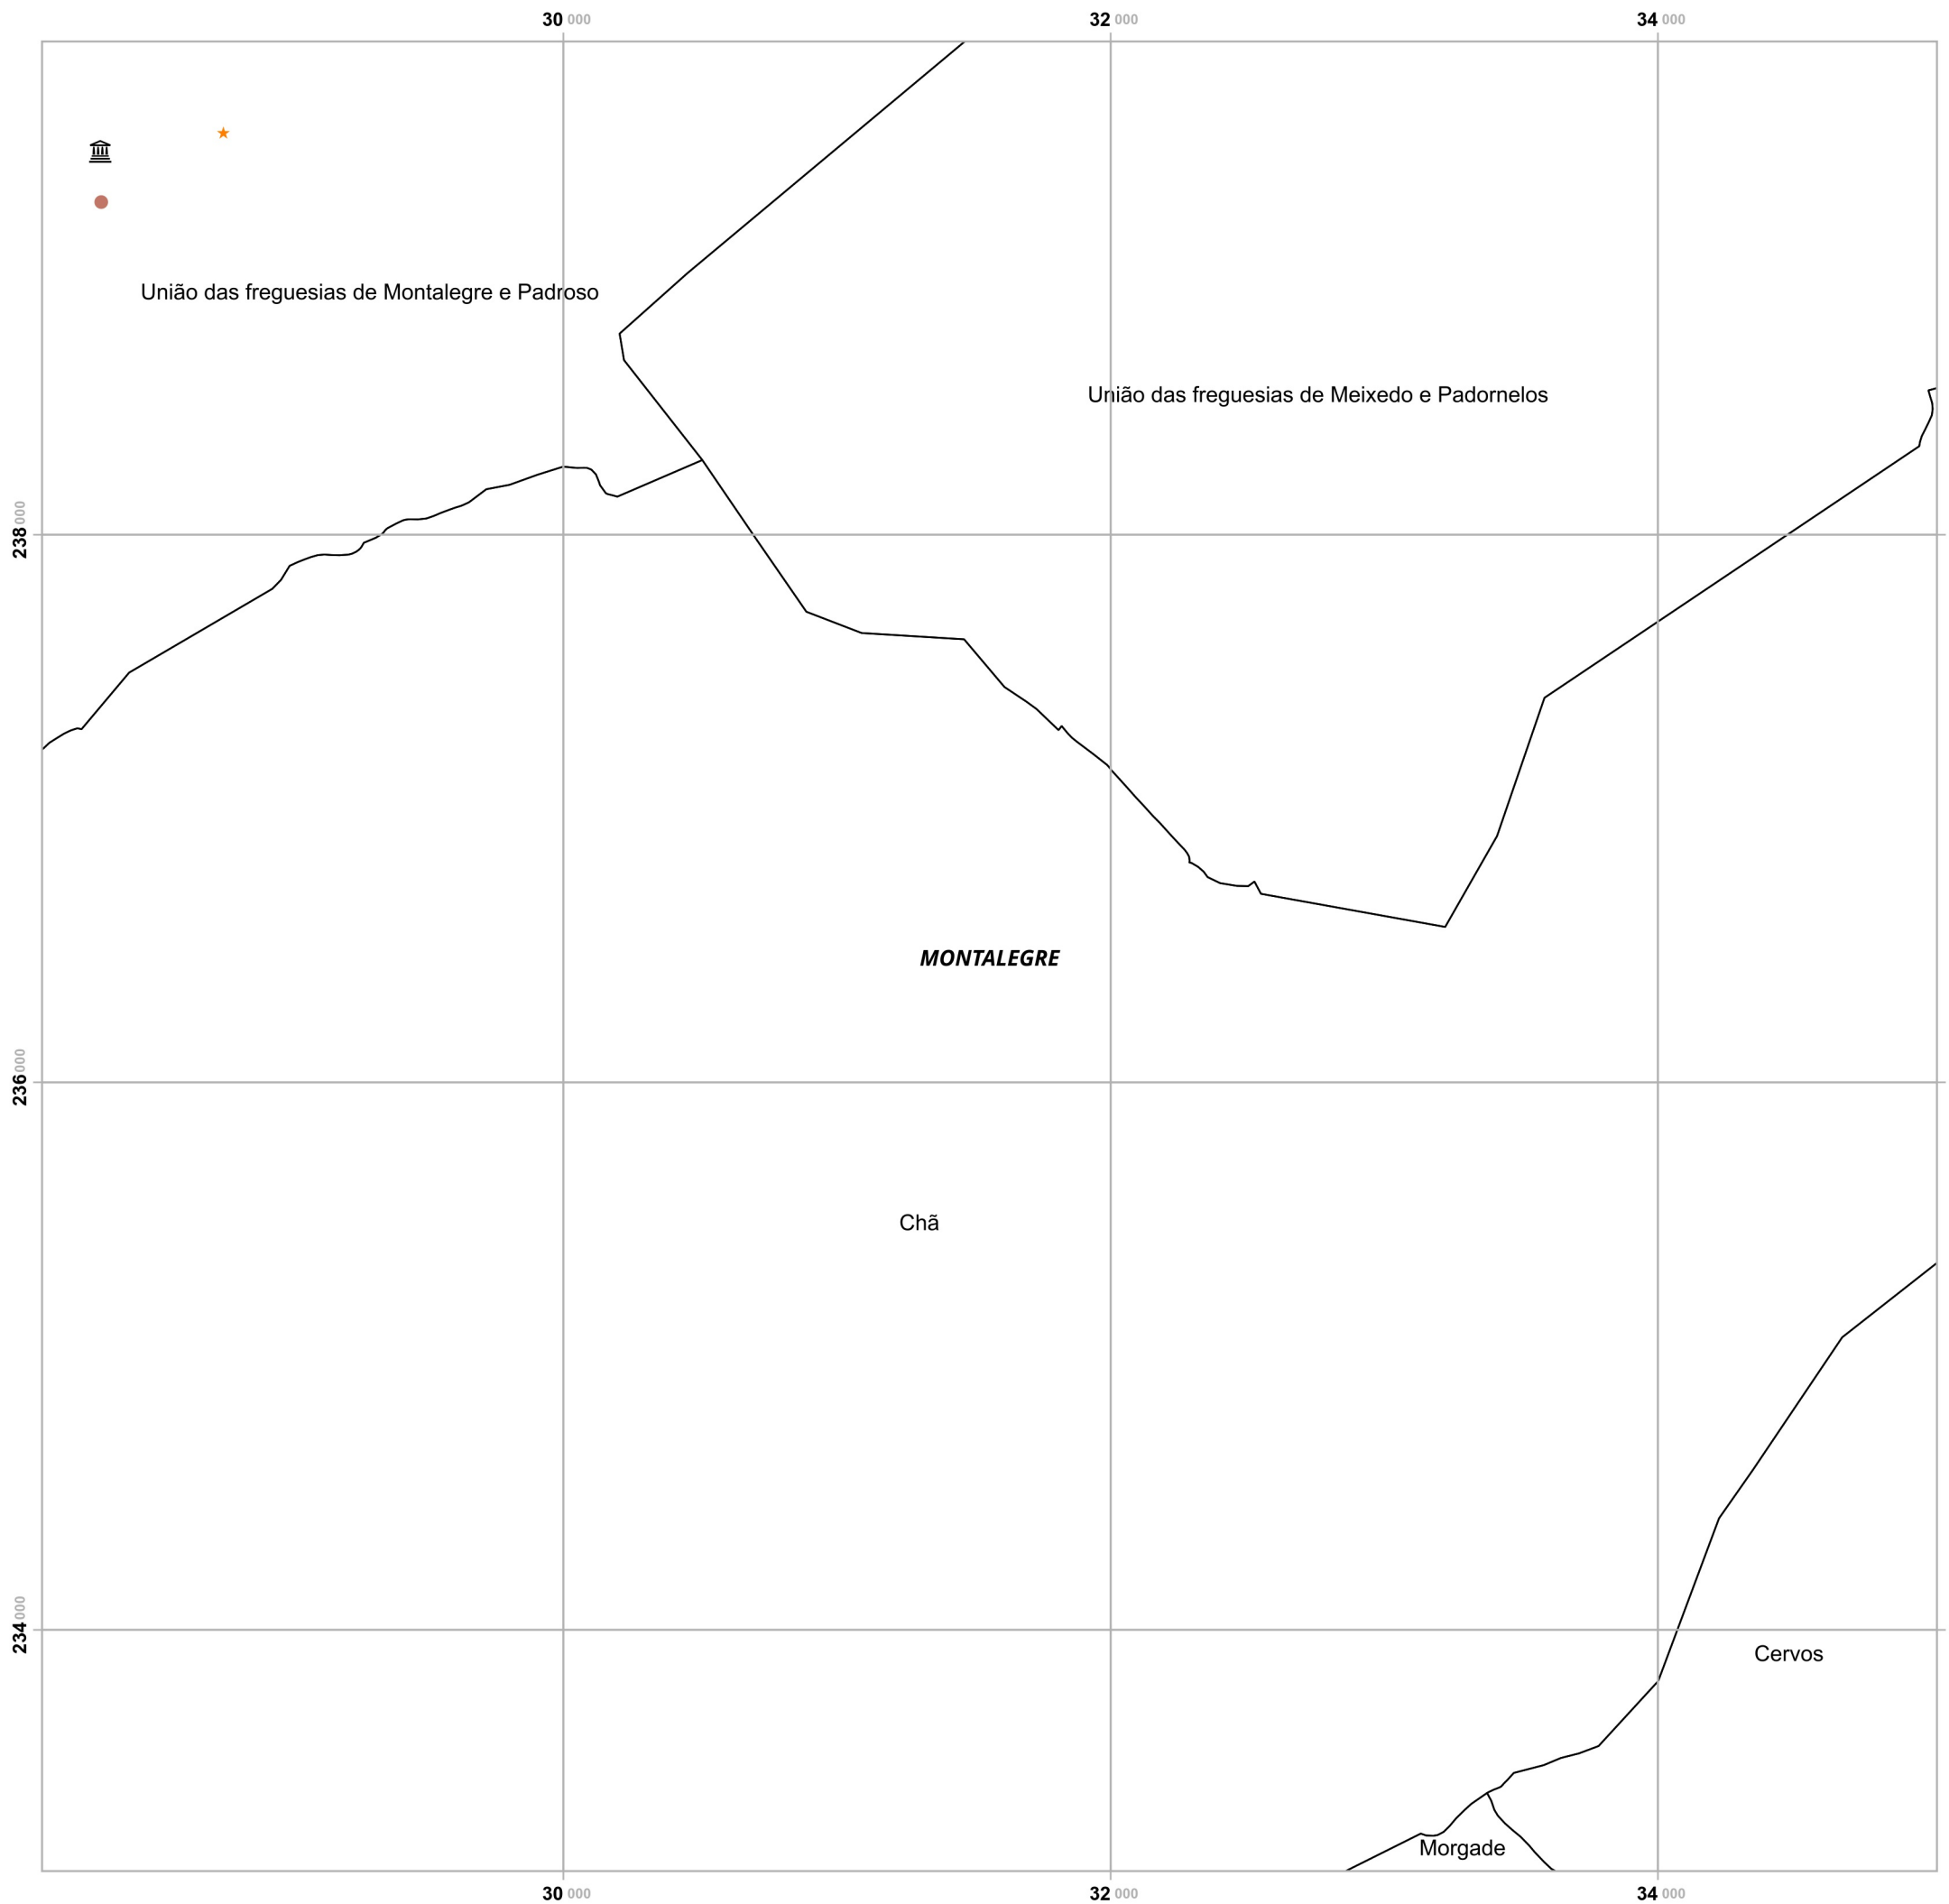 30 000 32 000 34 000
União das freguesias de Montalegre e Padroso
União das freguesias de Meixedo e Padornelos
238 000
MONTALEGRE
236 000
Chã
234 000
Cervos
Morgade
30 000 32 000 34 000